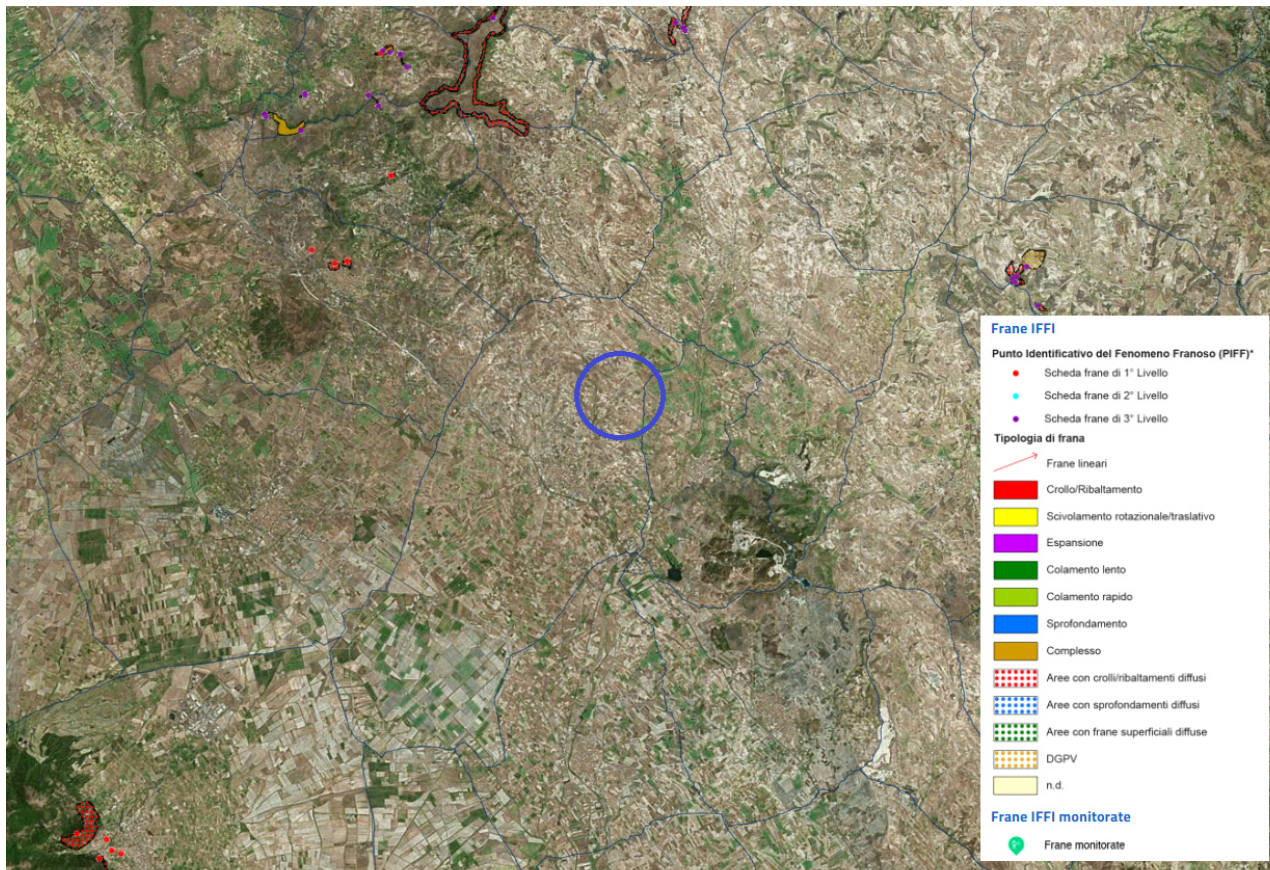 Frane IFFI
Punto Identificativo del Fenomeno Franoso (PIFF)*
Scheda frane di 1° Livello
Scheda frane di 2° Livello
Scheda frane di 3° Livello
Tipologia di frana
Frane lineari
Crollo/Ribaltamento
Scivolamento rotazionale/traslativo
Espansione
Colamento lento
Colamento rapido
Sprofondamento
Complesso
Aree con crolli/ribaltamenti diffusi
Aree con sprofondamenti diffusi
Aree con frane superficiali diffuse
DGPV
n.d.
Frane IFFI monitorate
Frane monitorate